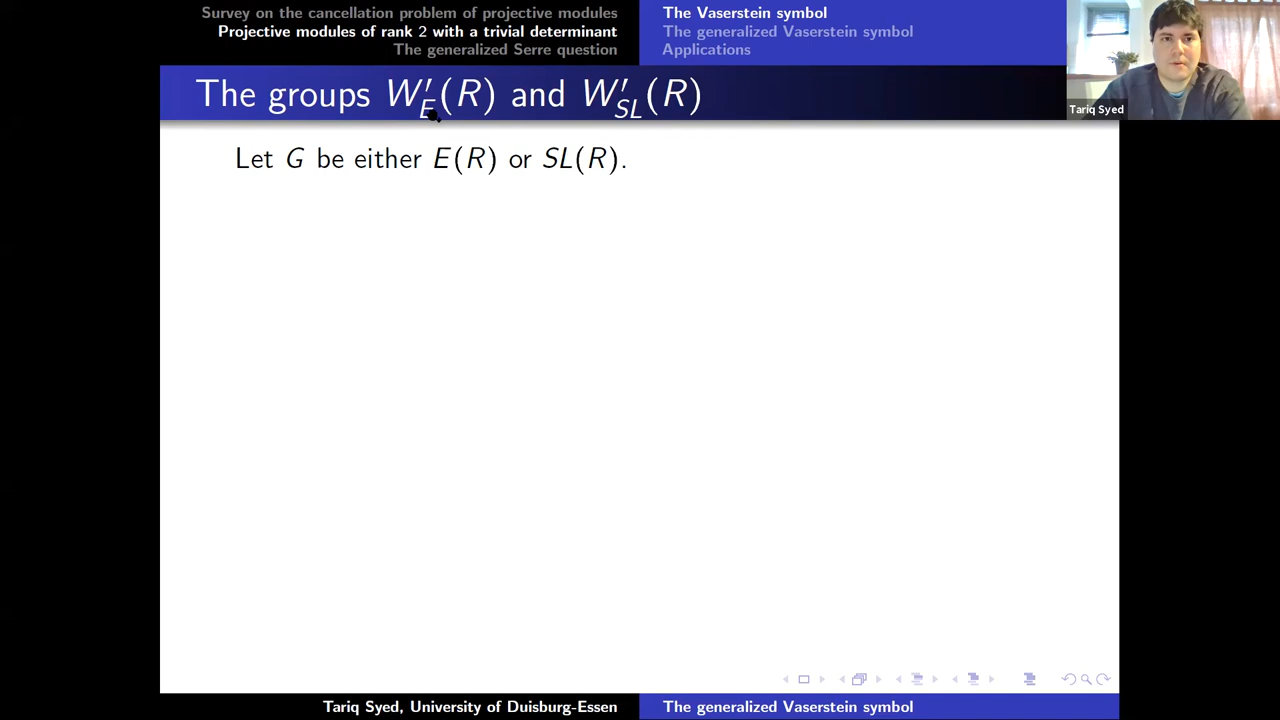 Survey on the cancellation problem of projective modules
Projective modules of rank 2 with a trivial determinant
The generalized Serre question
The Vaserstein symbol
The generalized Vaserstein symbol
Applications
Tariq Syed
The groups W′_E(R) and W′_SL(R)
Let G be either E(R) or SL(R).
Tariq Syed, University of Duisburg-Essen
The generalized Vaserstein symbol